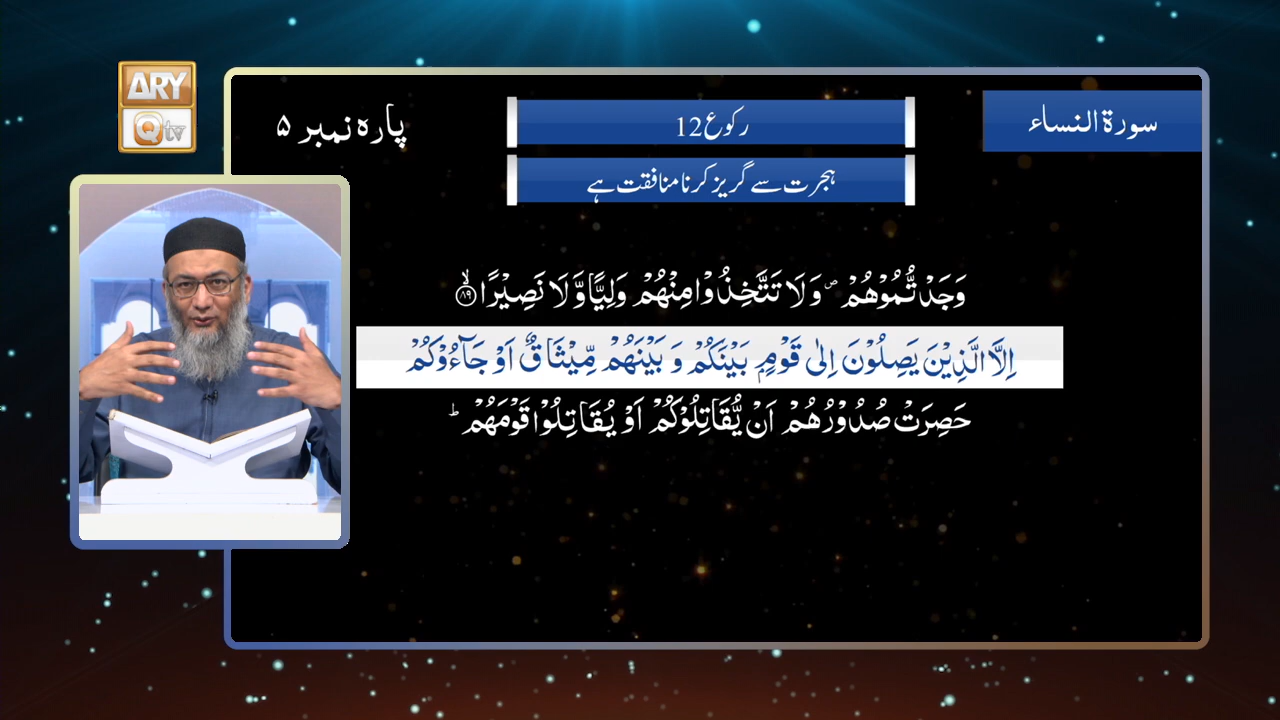 ARY
Qtv
سورۃ النساء
رکوع 12
پارہ نمبر ۵
ہجرت سے گریز کرنا منافقت ہے
وَجَدْتُّمُوْهُمْ ۪ وَلَا تَتَّخِذُوْا مِنْهُمْ وَلِيًّا وَّلَا نَصِيْرًا ۙ﴿۸۹﴾
اِلَّا الَّذِيْنَ يَصِلُوْنَ اِلٰى قَوْمٍۭ بَيْنَكُمْ وَ بَيْنَهُمْ مِّيْثَاقٌ اَوْ جَآءُوْكُمْ
حَصِرَتْ صُدُوْرُهُمْ اَنْ يُّقَاتِلُوْكُمْ اَوْ يُقَاتِلُوْا قَوْمَهُمْ ؕ